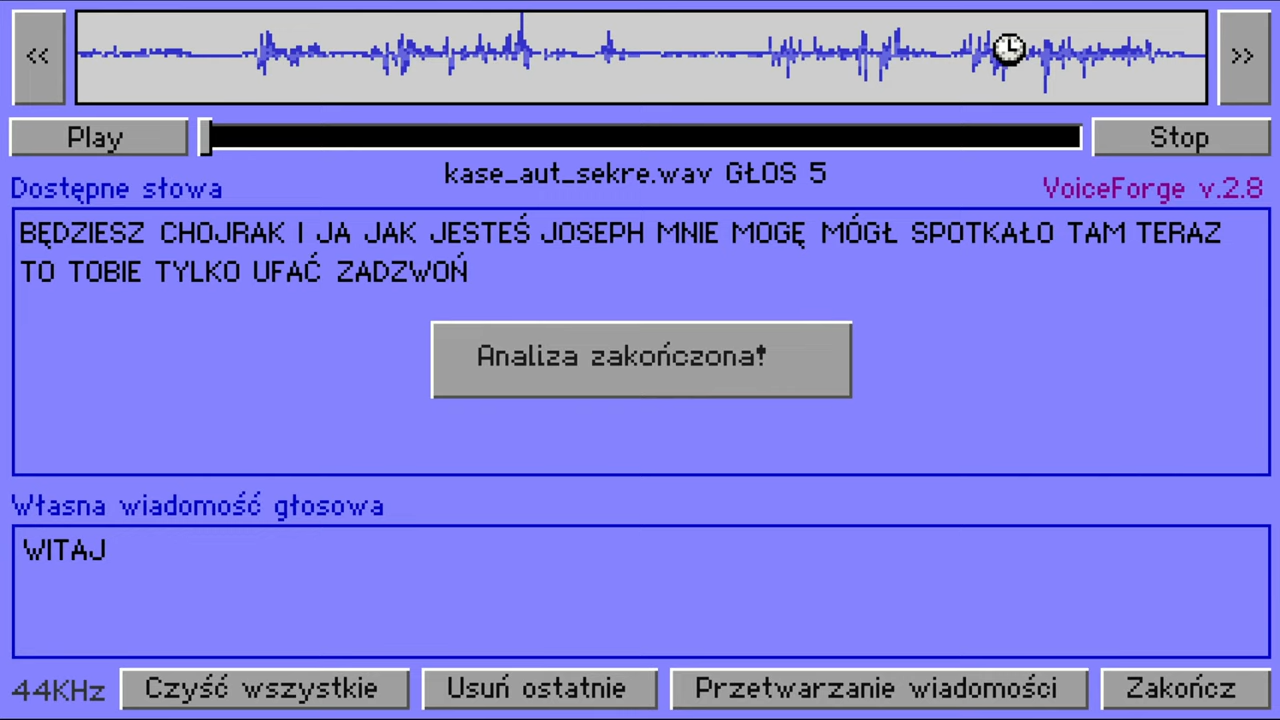 << >>
Play Stop
kase_aut_sekre.wav GŁOS 5
Dostępne słowa VoiceForge v.2.8
BĘDZIESZ CHOJRAK I JA JAK JESTEŚ JOSEPH MNIE MOGĘ MÓGŁ SPOTKAŁO TAM TERAZ
TO TOBIE TYLKO UFAĆ ZADZWOŃ
Analiza zakończona!
Własna wiadomość głosowa
WITAJ
44KHz Czyść wszystkie Usuń ostatnie Przetwarzanie wiadomości Zakończ